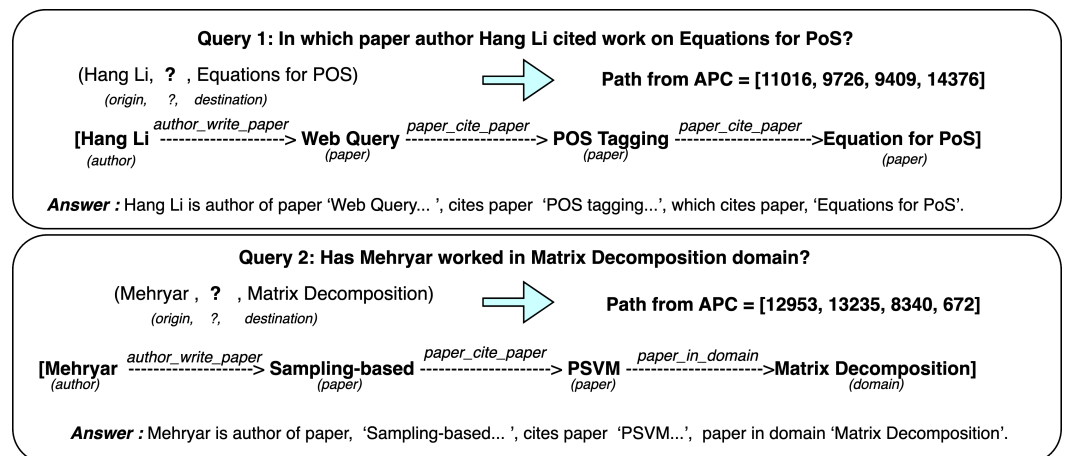 Query 1: In which paper author Hang Li cited work on Equations for PoS?
(Hang Li, ? , Equations for POS)
(origin, ?, destination)
Path from APC = [11016, 9726, 9409, 14376]
[Hang Li author_write_paper Web Query paper_cite_paper POS Tagging paper_cite_paper Equation for PoS]
(author) (paper) (paper) (paper)
Answer : Hang Li is author of paper ‘Web Query... ’, cites paper ‘POS tagging...’, which cites paper, ‘Equations for PoS’.
Query 2: Has Mehryar worked in Matrix Decomposition domain?
(Mehryar , ? , Matrix Decomposition)
(origin, ?, destination)
Path from APC = [12953, 13235, 8340, 672]
[Mehryar author_write_paper Sampling-based paper_cite_paper PSVM paper_in_domain Matrix Decomposition]
(author) (paper) (paper) (domain)
Answer : Mehryar is author of paper, ‘Sampling-based... ’, cites paper ‘PSVM...’, paper in domain ‘Matrix Decomposition’.